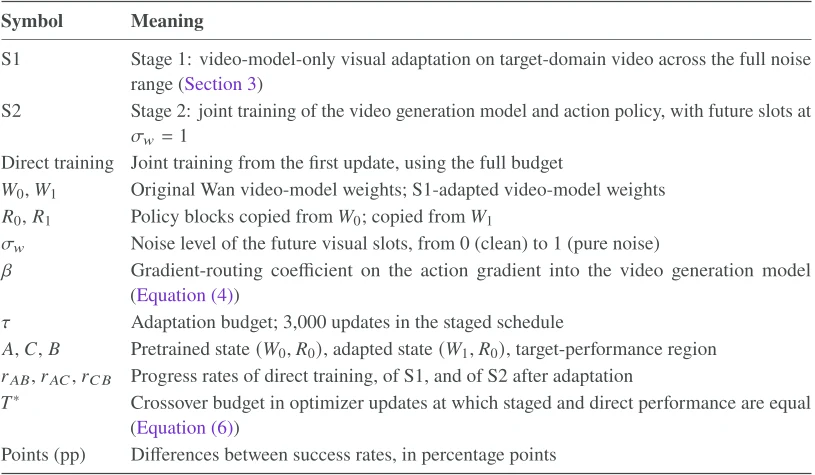 Symbol Meaning
S1 Stage 1: video-model-only visual adaptation on target-domain video across the full noise
range (Section 3)
S2 Stage 2: joint training of the video generation model and action policy, with future slots at
σw = 1
Direct training Joint training from the first update, using the full budget
W0, W1 Original Wan video-model weights; S1-adapted video-model weights
R0, R1 Policy blocks copied from W0; copied from W1
σw Noise level of the future visual slots, from 0 (clean) to 1 (pure noise)
β Gradient-routing coefficient on the action gradient into the video generation model
(Equation (4))
τ Adaptation budget; 3,000 updates in the staged schedule
A, C, B Pretrained state (W0, R0), adapted state (W1, R0), target-performance region
rAB, rAC, rCB Progress rates of direct training, of S1, and of S2 after adaptation
T* Crossover budget in optimizer updates at which staged and direct performance are equal
(Equation (6))
Points (pp) Differences between success rates, in percentage points